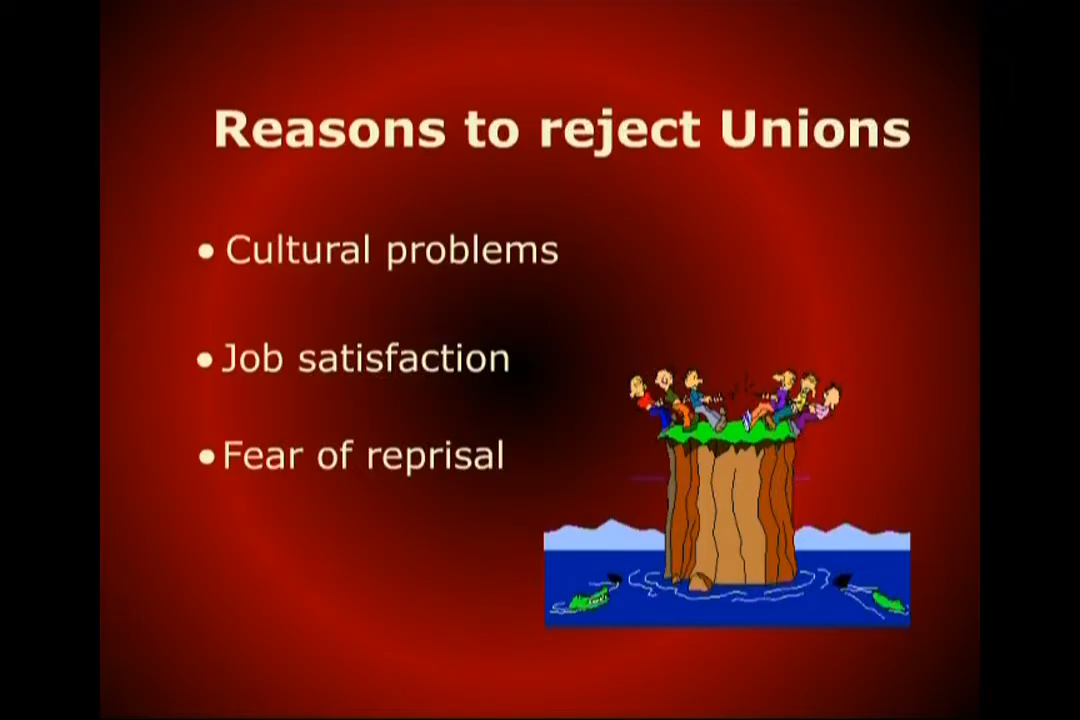 Reasons to reject Unions
• Cultural problems
• Job satisfaction
• Fear of reprisal